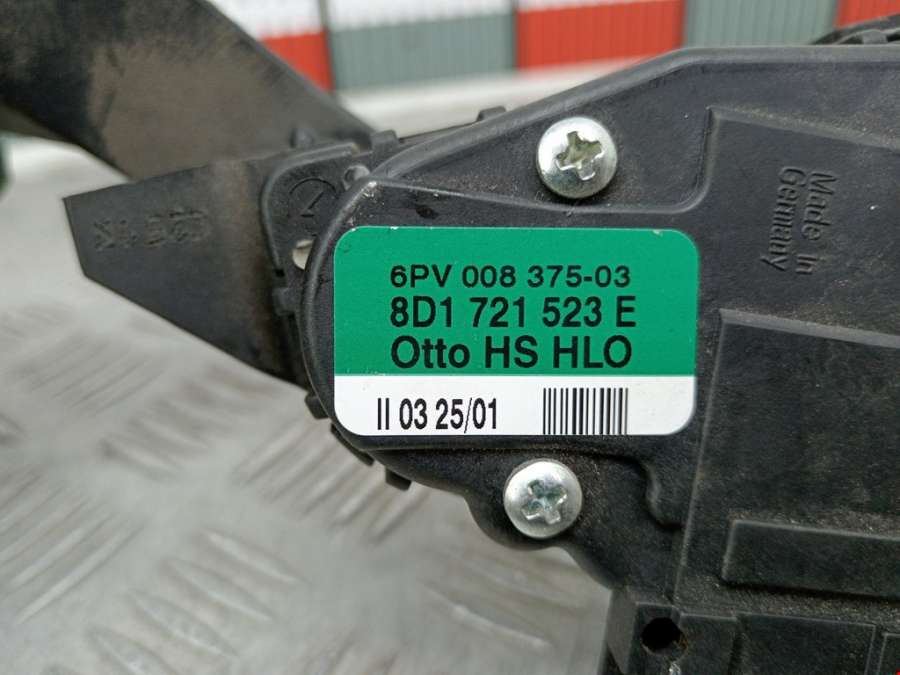 Made In
Germany
6PV 008 375-03
8D1 721 523 E
Otto HS HLO
II 03 25/01